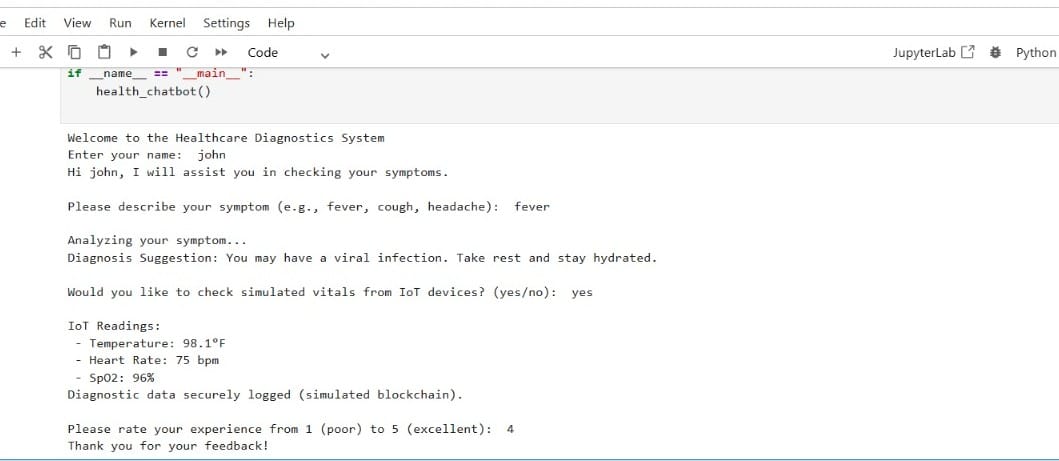 e Edit View Run Kernel Settings Help
Code JupyterLab Python
if __name__ == "__main__":
health_chatbot()
Welcome to the Healthcare Diagnostics System
Enter your name: john
Hi john, I will assist you in checking your symptoms.
Please describe your symptom (e.g., fever, cough, headache): fever
Analyzing your symptom...
Diagnosis Suggestion: You may have a viral infection. Take rest and stay hydrated.
Would you like to check simulated vitals from IoT devices? (yes/no): yes
IoT Readings:
- Temperature: 98.1°F
- Heart Rate: 75 bpm
- SpO2: 96%
Diagnostic data securely logged (simulated blockchain).
Please rate your experience from 1 (poor) to 5 (excellent): 4
Thank you for your feedback!